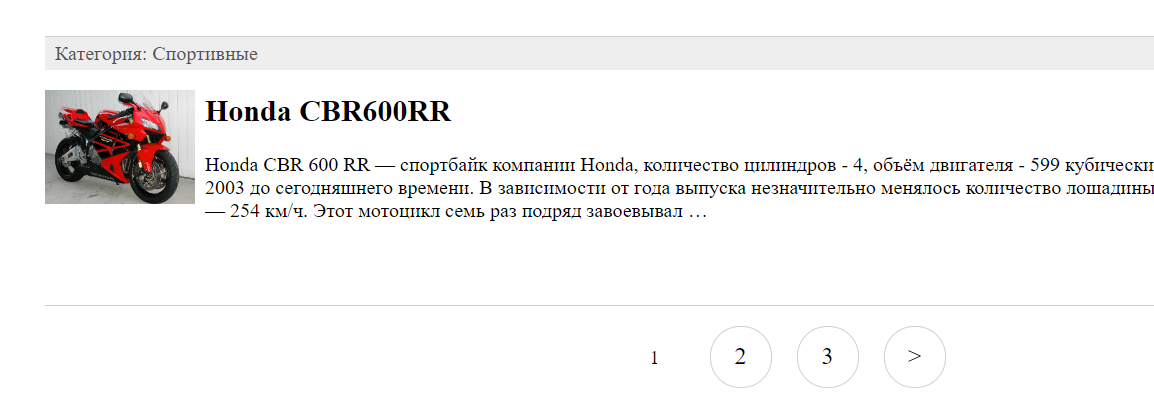 Категория: Спортивные
Honda CBR600RR
Honda CBR 600 RR — спортбайк компании Honda, количество цилиндров - 4, объём двигателя - 599 кубически
2003 до сегодняшнего времени. В зависимости от года выпуска незначительно менялось количество лошадины
— 254 км/ч. Этот мотоцикл семь раз подряд завоевывал …
1 2 3 >